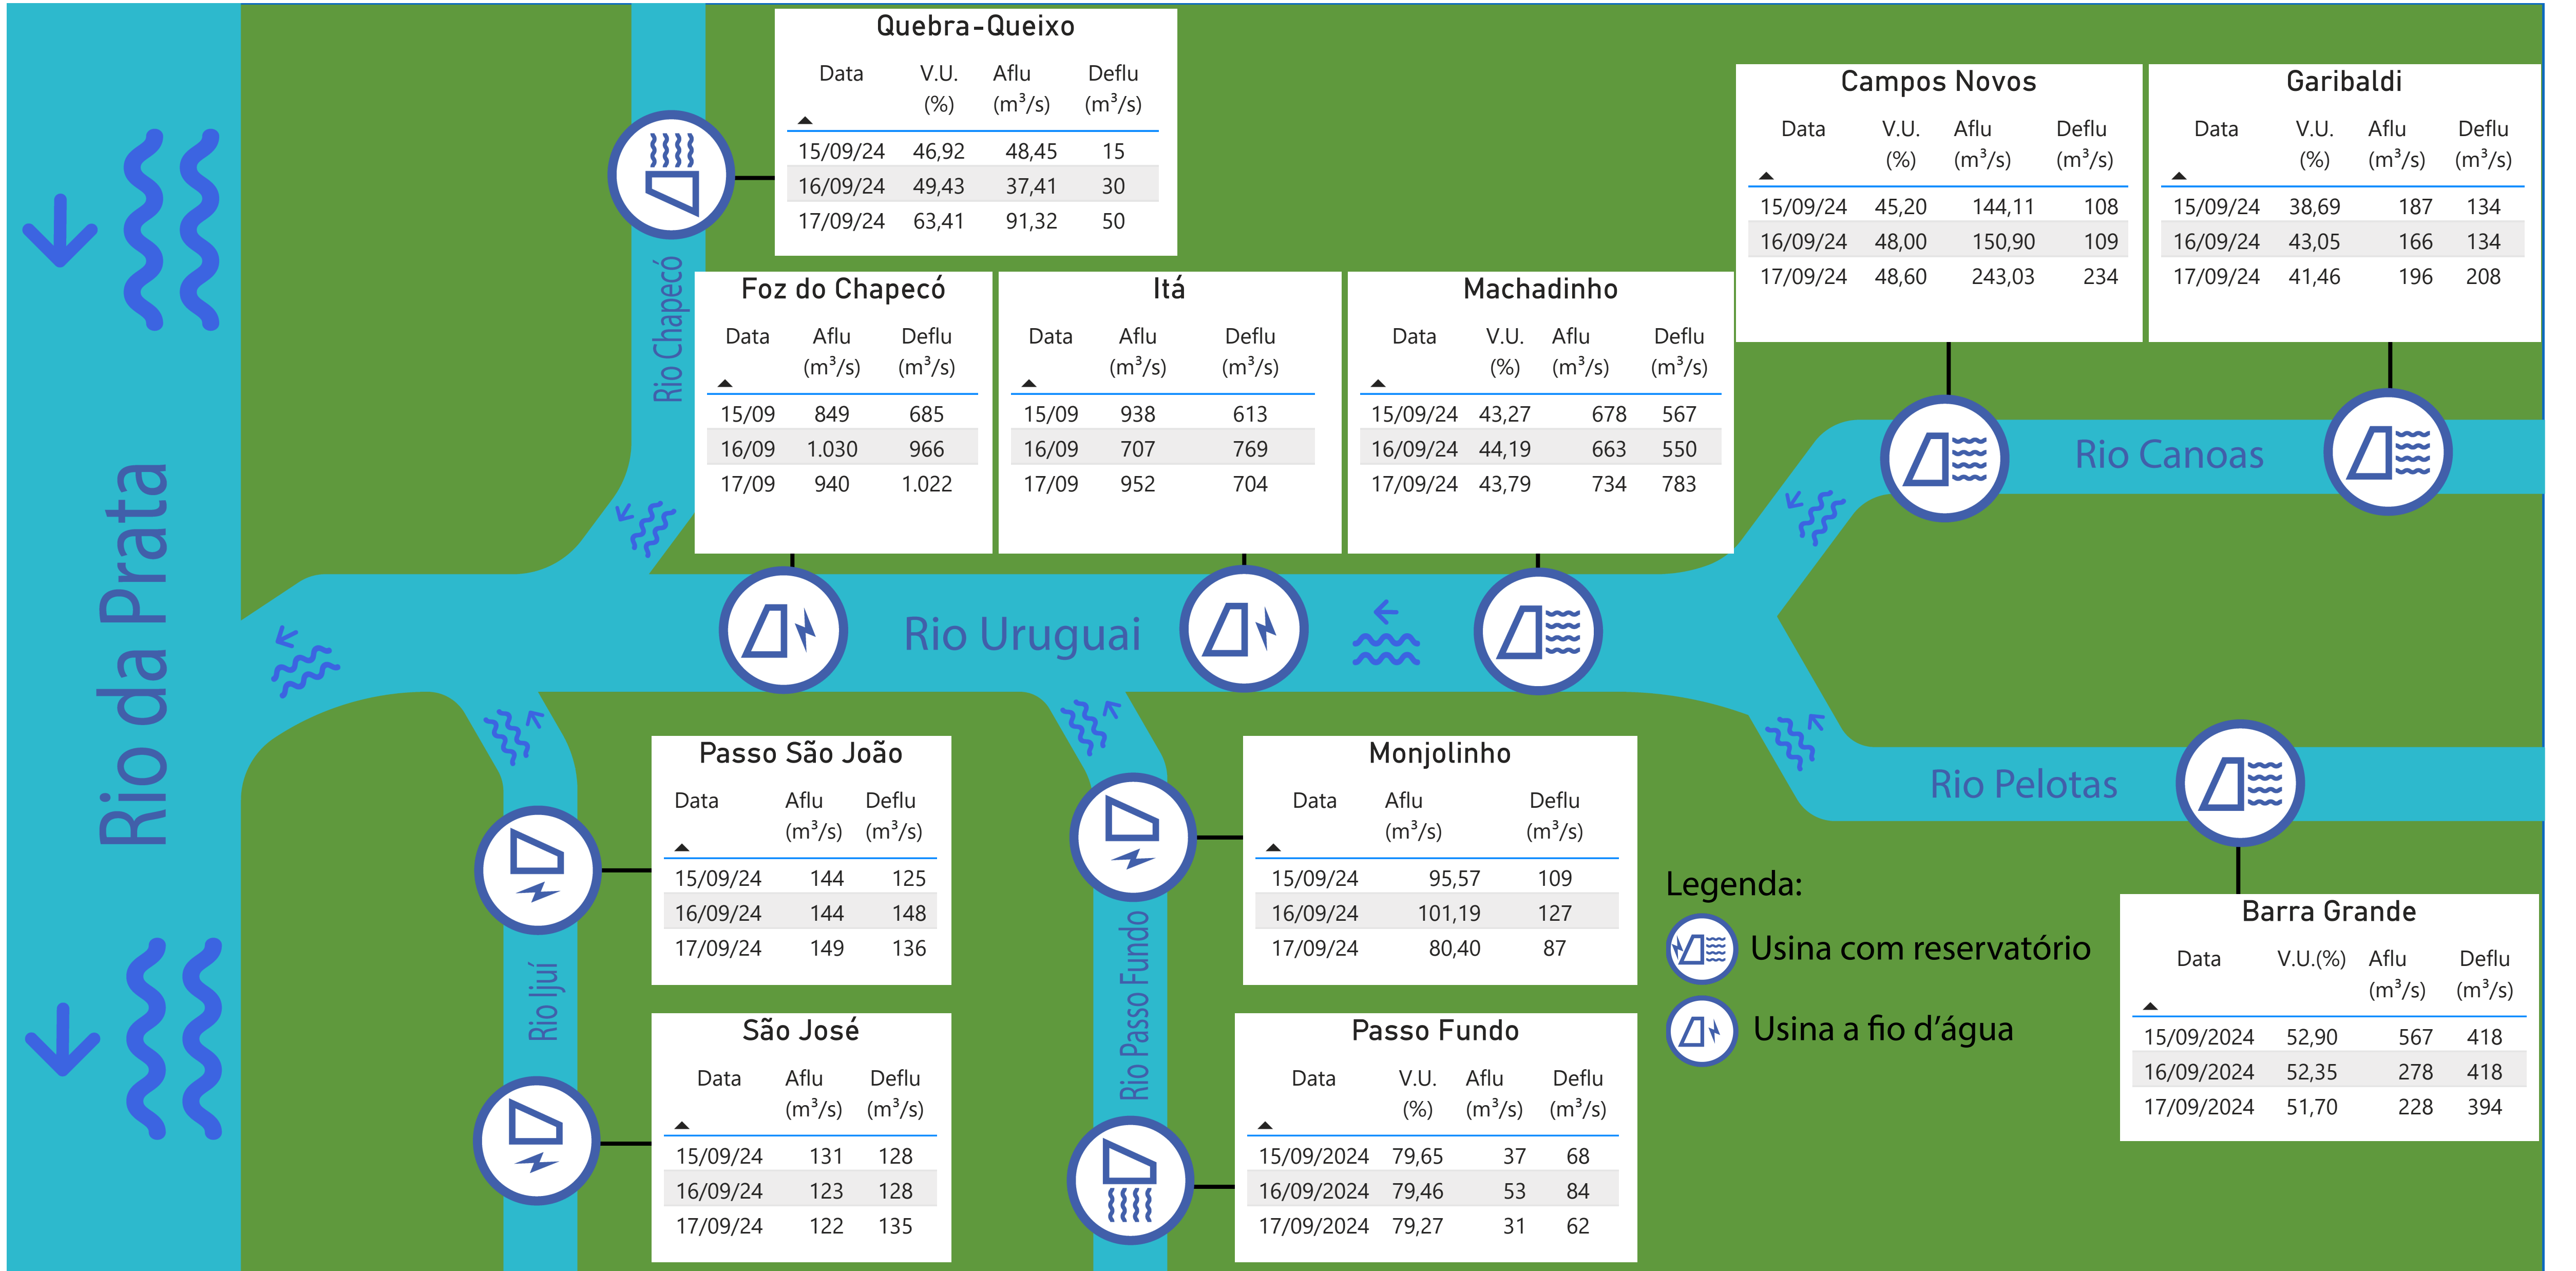 Quebra-Queixo
Data V.U. (%) Aflu (m³/s) Deflu (m³/s)
15/09/24 46,92 48,45 15
16/09/24 49,43 37,41 30
17/09/24 63,41 91,32 50
Campos Novos
Data V.U. (%) Aflu (m³/s) Deflu (m³/s)
15/09/24 45,20 144,11 108
16/09/24 48,00 150,90 109
17/09/24 48,60 243,03 234
Garibaldi
Data V.U. (%) Aflu (m³/s) Deflu (m³/s)
15/09/24 38,69 187 134
16/09/24 43,05 166 134
17/09/24 41,46 196 208
Rio Chapecó
Foz do Chapecó
Data Aflu (m³/s) Deflu (m³/s)
15/09 849 685
16/09 1.030 966
17/09 940 1.022
Itá
Data Aflu (m³/s) Deflu (m³/s)
15/09 938 613
16/09 707 769
17/09 952 704
Machadinho
Data V.U. (%) Aflu (m³/s) Deflu (m³/s)
15/09/24 43,27 678 567
16/09/24 44,19 663 550
17/09/24 43,79 734 783
Rio Canoas
Rio da Prata
Rio Uruguai
Rio Pelotas
Passo São João
Data Aflu (m³/s) Deflu (m³/s)
15/09/24 144 125
16/09/24 144 148
17/09/24 149 136
Monjolinho
Data Aflu (m³/s) Deflu (m³/s)
15/09/24 95,57 109
16/09/24 101,19 127
17/09/24 80,40 87
Legenda:
Usina com reservatório
Usina a fio d’água
Barra Grande
Data V.U.(%) Aflu (m³/s) Deflu (m³/s)
15/09/2024 52,90 567 418
16/09/2024 52,35 278 418
17/09/2024 51,70 228 394
Rio Ijuí
São José
Data Aflu (m³/s) Deflu (m³/s)
15/09/24 131 128
16/09/24 123 128
17/09/24 122 135
Rio Passo Fundo
Passo Fundo
Data V.U. (%) Aflu (m³/s) Deflu (m³/s)
15/09/2024 79,65 37 68
16/09/2024 79,46 53 84
17/09/2024 79,27 31 62